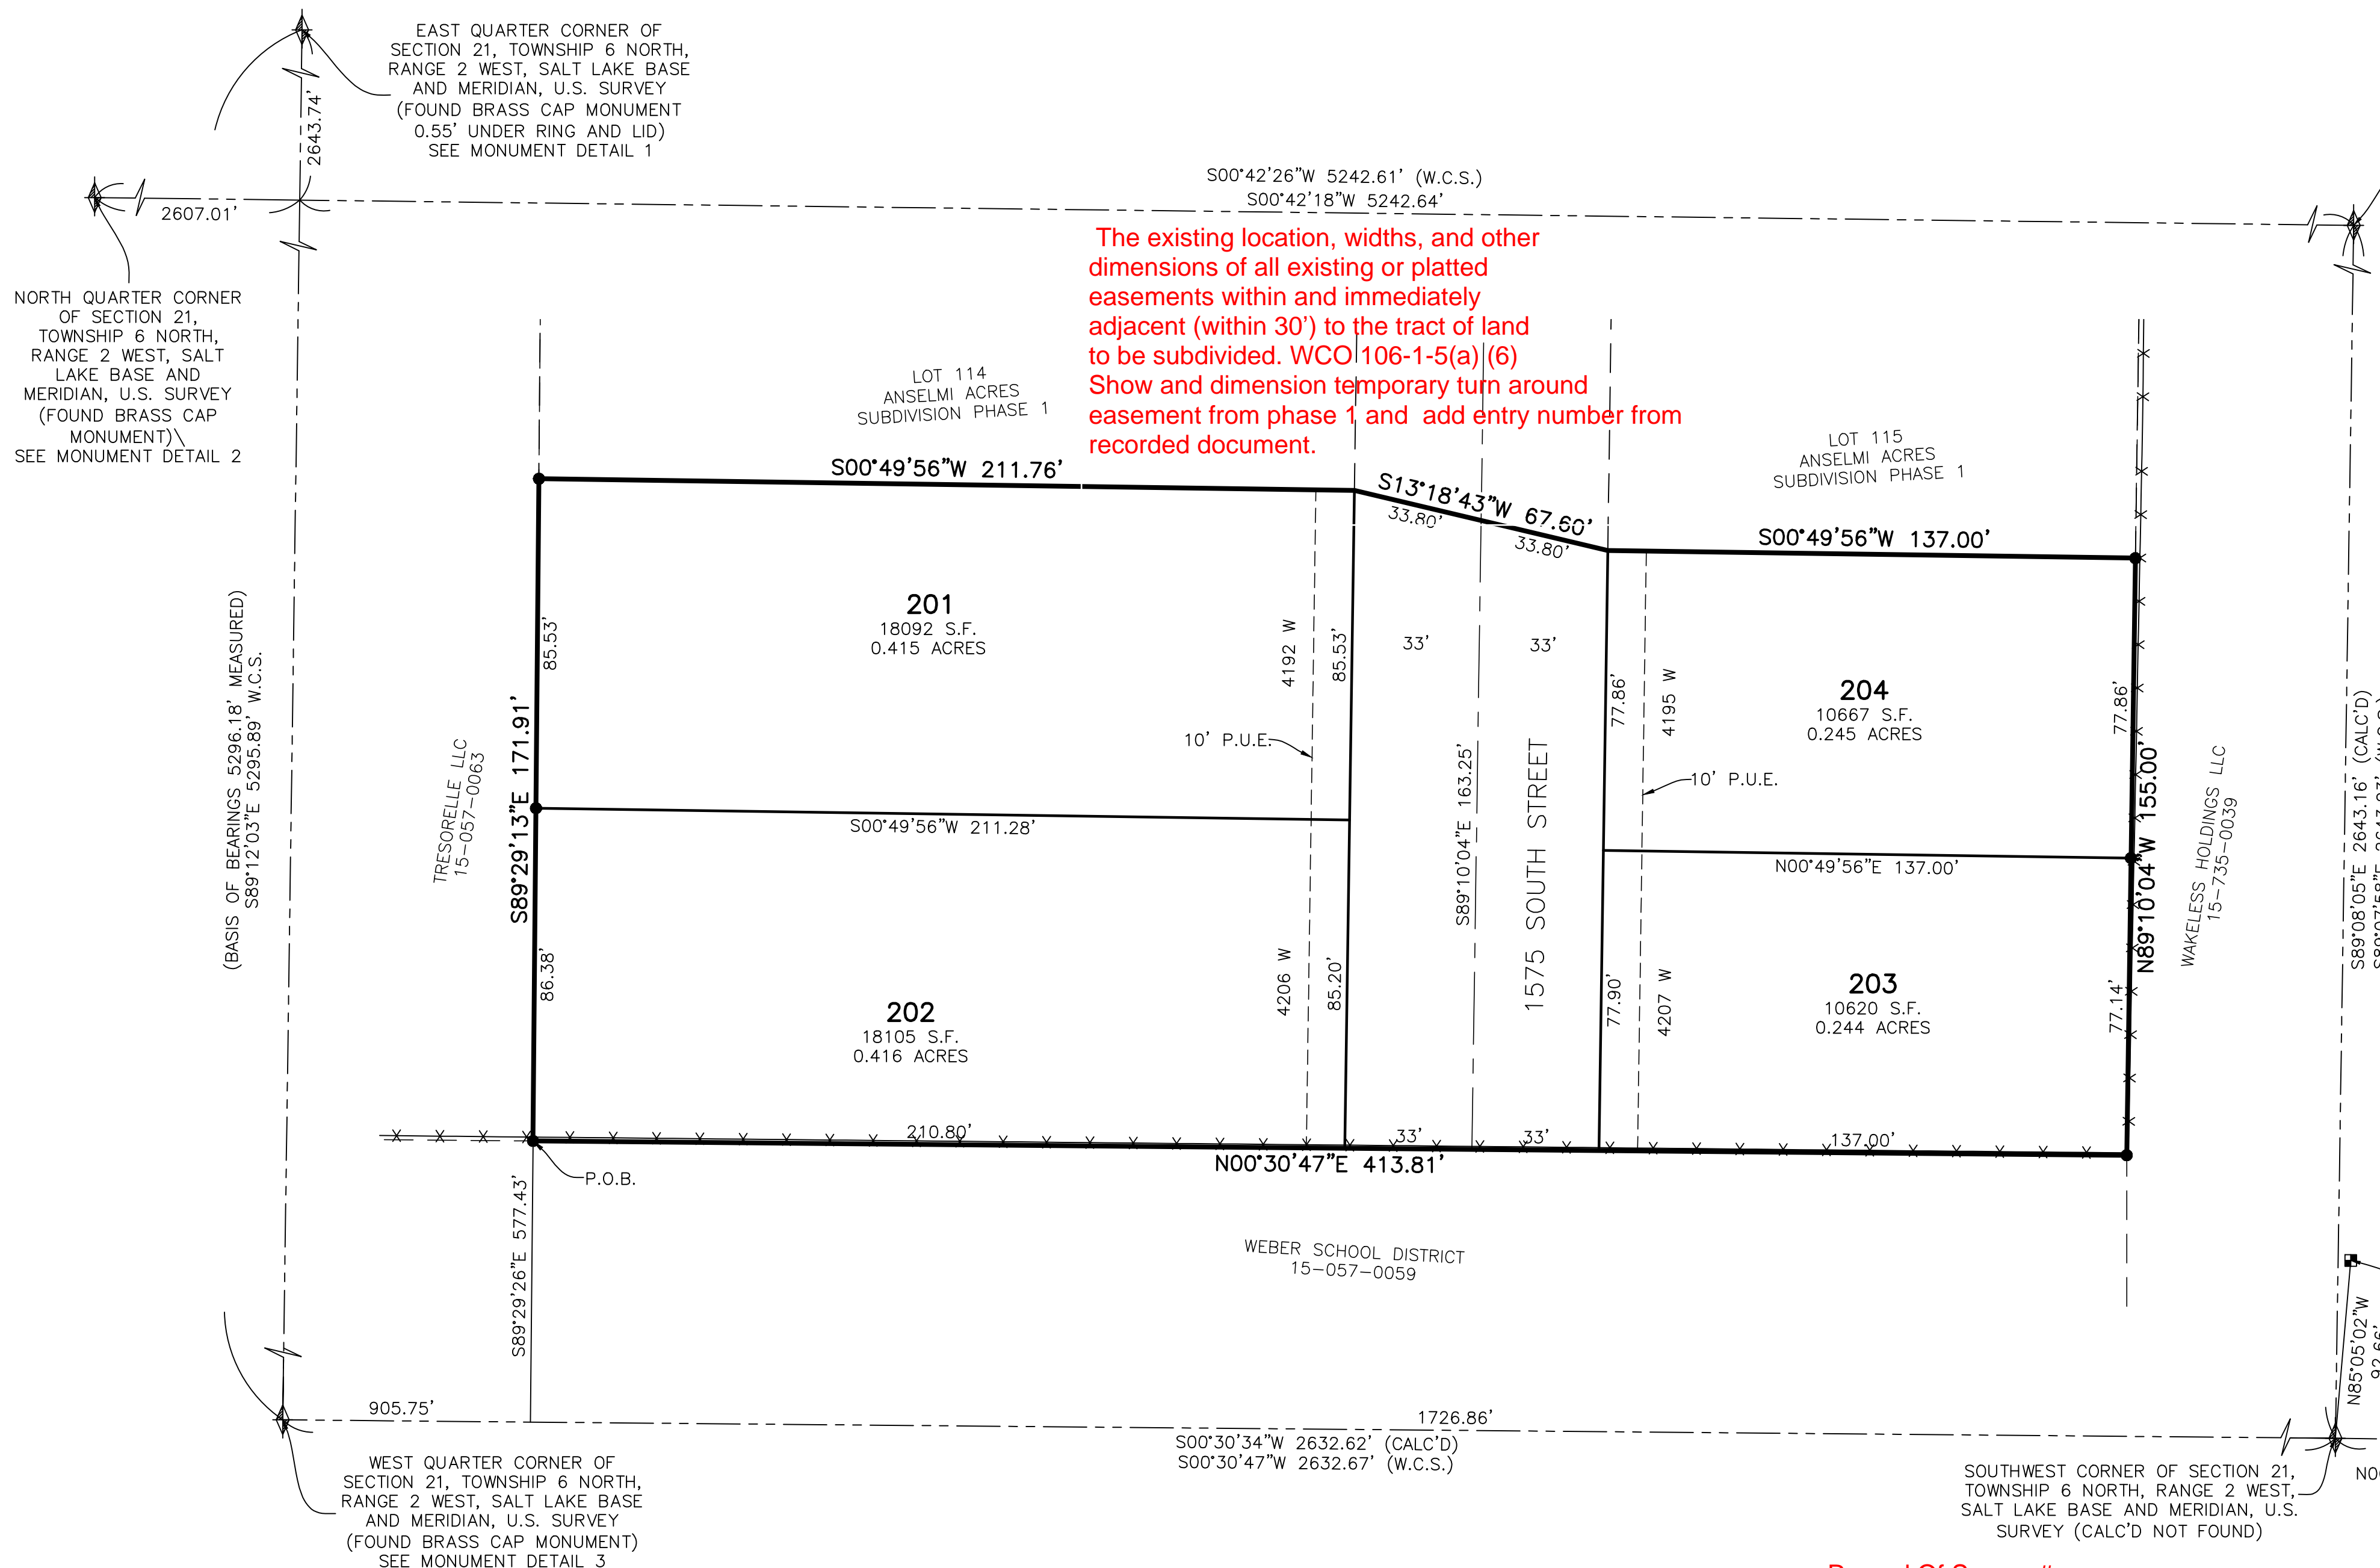 EAST QUARTER CORNER OF
SECTION 21, TOWNSHIP 6 NORTH,
RANGE 2 WEST, SALT LAKE BASE
AND MERIDIAN, U.S. SURVEY
(FOUND BRASS CAP MONUMENT
0.55' UNDER RING AND LID)
SEE MONUMENT DETAIL 1
2643.74'
2607.01'
S00°42'26"W 5242.61' (W.C.S.)
S00°42'18"W 5242.64'
NORTH QUARTER CORNER
OF SECTION 21,
TOWNSHIP 6 NORTH,
RANGE 2 WEST, SALT
LAKE BASE AND
MERIDIAN, U.S. SURVEY
(FOUND BRASS CAP
MONUMENT)\
SEE MONUMENT DETAIL 2
The existing location, widths, and other
dimensions of all existing or platted
easements within and immediately
adjacent (within 30') to the tract of land
to be subdivided. WCO 106-1-5(a) (6)
Show and dimension temporary turn around
easement from phase 1 and add entry number from
recorded document.
LOT 114
ANSELMI ACRES
SUBDIVISION PHASE 1
LOT 115
ANSELMI ACRES
SUBDIVISION PHASE 1
S00°49'56"W 211.76'
S13°18'43"W 67.60'
33.80'
33.80'
S00°49'56"W 137.00'
(BASIS OF BEARINGS 5296.18' MEASURED)
S89°12'03"E 5295.89' W.C.S.
TRESORELLE LLC
15-057-0063
S89°29'13"E 171.91'
85.53'
201
18092 S.F.
0.415 ACRES
4192 W
85.53'
33'
33'
77.86'
4195 W
204
10667 S.F.
0.245 ACRES
77.86'
10' P.U.E.
10' P.U.E.
S89°10'04"E 163.25'
1575 SOUTH STREET
N89°10'04"W 155.00'
WAKELESS HOLDINGS LLC
15-735-0039
S89°08'05"E 2643.16' (CALC'D)
S00°49'56"W 211.28'
N00°49'56"E 137.00'
86.38'
202
18105 S.F.
0.416 ACRES
4206 W
85.20'
77.90'
4207 W
203
10620 S.F.
0.244 ACRES
77.14'
210.80'
33'
33'
137.00'
N00°30'47"E 413.81'
P.O.B.
S89°29'26"E 577.43'
WEBER SCHOOL DISTRICT
15-057-0059
N85°05'02"W
92.66'
905.75'
1726.86'
S00°30'34"W 2632.62' (CALC'D)
S00°30'47"W 2632.67' (W.C.S.)
WEST QUARTER CORNER OF
SECTION 21, TOWNSHIP 6 NORTH,
RANGE 2 WEST, SALT LAKE BASE
AND MERIDIAN, U.S. SURVEY
(FOUND BRASS CAP MONUMENT)
SEE MONUMENT DETAIL 3
SOUTHWEST CORNER OF SECTION 21,
TOWNSHIP 6 NORTH, RANGE 2 WEST,
SALT LAKE BASE AND MERIDIAN, U.S.
SURVEY (CALC'D NOT FOUND)